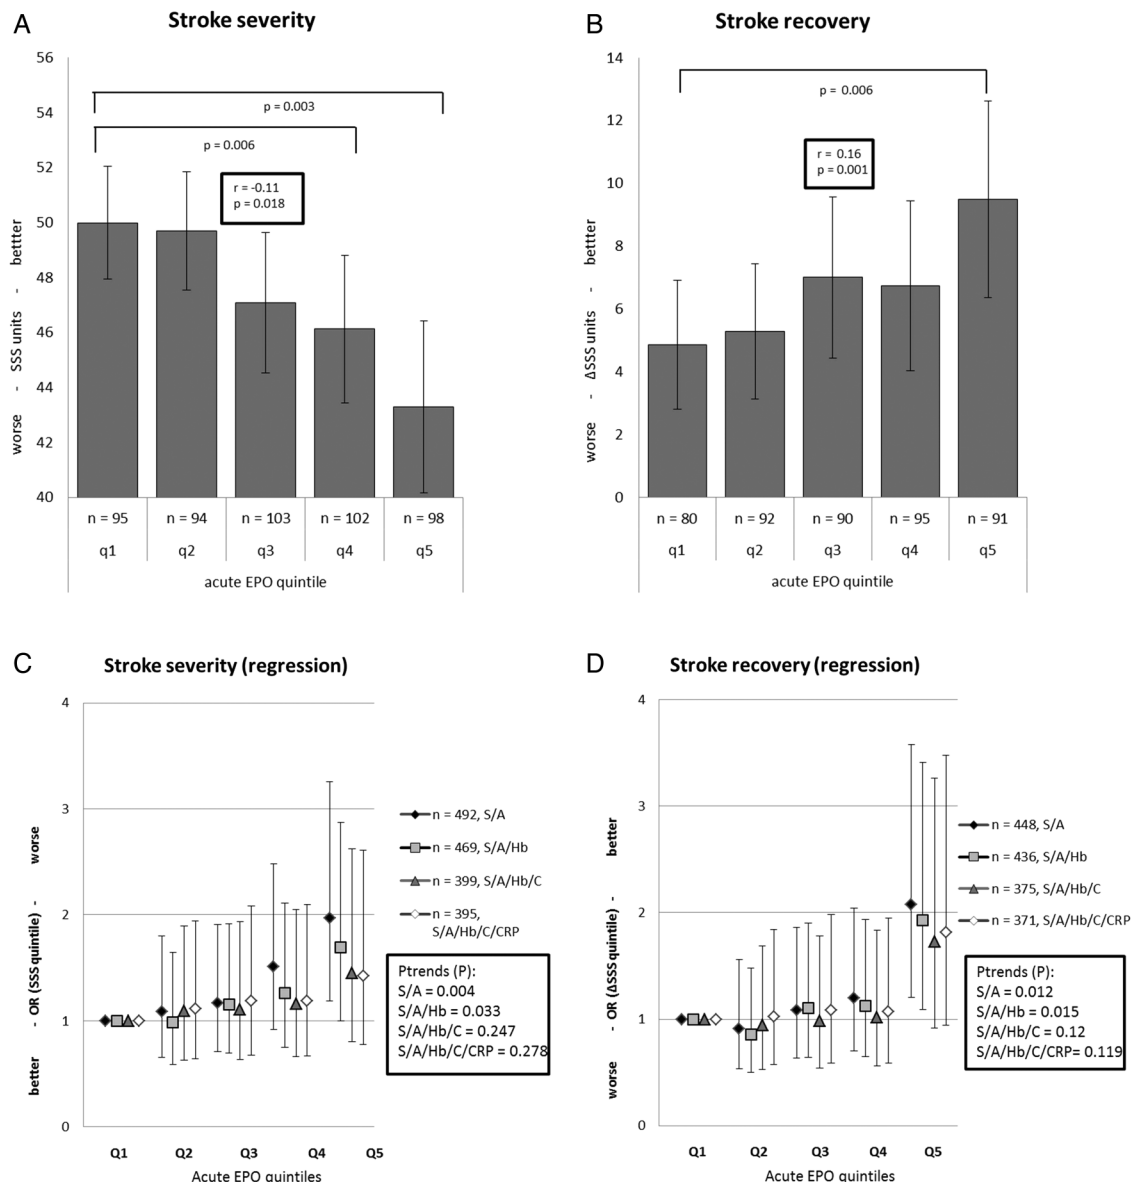 A
Stroke severity
56
54
52
50
48
46
44
42
40
worse - SSS units - bettter
p = 0.003
p = 0.006
r = -0.11
p = 0.018
n = 95
n = 94
n = 103
n = 102
n = 98
q1
q2
q3
q4
q5
acute EPO quintile
B
Stroke recovery
14
12
10
8
6
4
2
0
worse - ΔSSS units - bettter
p = 0.006
r = 0.16
p = 0.001
n = 80
n = 92
n = 90
n = 95
n = 91
q1
q2
q3
q4
q5
acute EPO quintile
C
Stroke severity (regression)
4
3
2
1
0
better - OR (SSS quintile) - worse
n = 492, S/A
n = 469, S/A/Hb
n = 399, S/A/Hb/C
n = 395,
S/A/Hb/C/CRP
Ptrends (P):
S/A = 0.004
S/A/Hb = 0.033
S/A/Hb/C = 0.247
S/A/Hb/C/CRP = 0.278
Q1
Q2
Q3
Q4
Q5
Acute EPO quintiles
D
Stroke recovery (regression)
4
3
2
1
0
worse - OR (ΔSSS quintile) - better
n = 448, S/A
n = 436, S/A/Hb
n = 375, S/A/Hb/C
n = 371, S/A/Hb/C/CRP
Ptrends (P):
S/A = 0.012
S/A/Hb = 0.015
S/A/Hb/C = 0.12
S/A/Hb/C/CRP= 0.119
Q1
Q2
Q3
Q4
Q5
Acute EPO quintiles